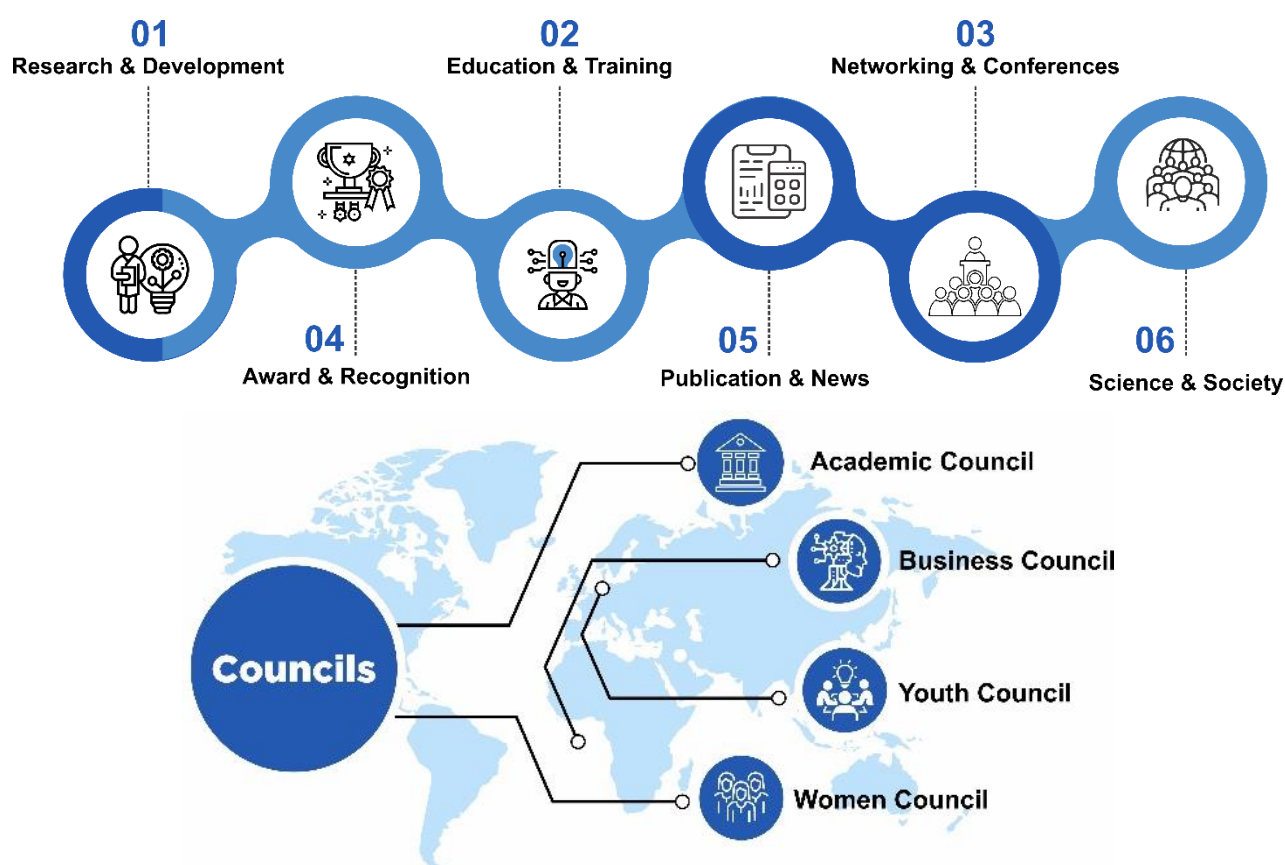 01
Research & Development
02
Education & Training
03
Networking & Conferences
04
Award & Recognition
05
Publication & News
06
Science & Society
Councils
Academic Council
Business Council
Youth Council
Women Council